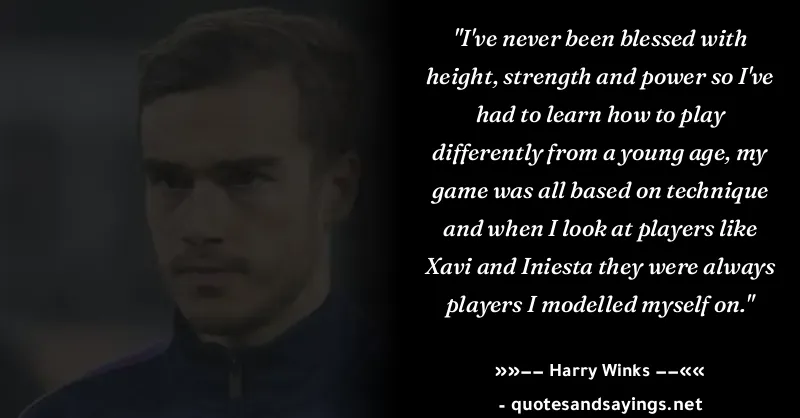 "I've never been blessed with
height, strength and power so I've
had to learn how to play
differently from a young age, my
game was all based on technique
and when I look at players like
Xavi and Iniesta they were always
players I modelled myself on."
»»–– Harry Winks ––««
- quotesandsayings.net